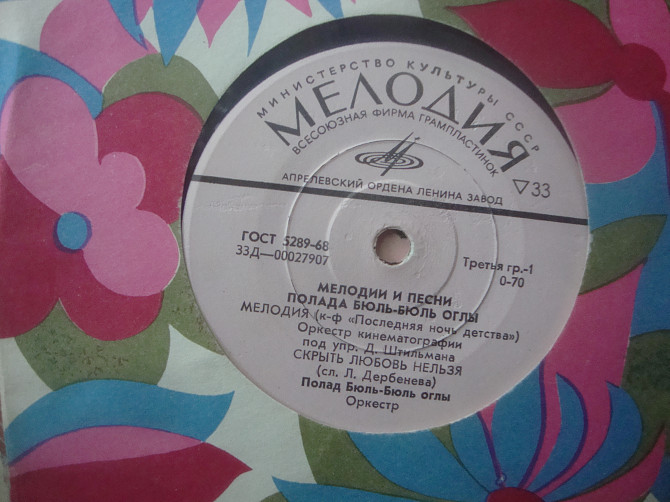 МИНИСТЕРСТВО КУЛЬТУРЫ СССР
МЕЛОДИЯ
ВСЕСОЮЗНАЯ ФИРМА ГРАМПЛАСТИНОК
АПРЕЛЕВСКИЙ ОРДЕНА ЛЕНИНА ЗАВОД
▽33
ГОСТ 5289-68
33Д—00027907
Третья гр.-1
0-70
МЕЛОДИИ И ПЕСНИ
ПОЛАДА БЮЛЬ-БЮЛЬ ОГЛЫ
МЕЛОДИЯ (к-ф «Последняя ночь детства»)
Оркестр кинематографии
под упр. Д. Штильмана
СКРЫТЬ ЛЮБОВЬ НЕЛЬЗЯ
(сл. Л. Дербенева)
Полад Бюль-Бюль оглы
Оркестр